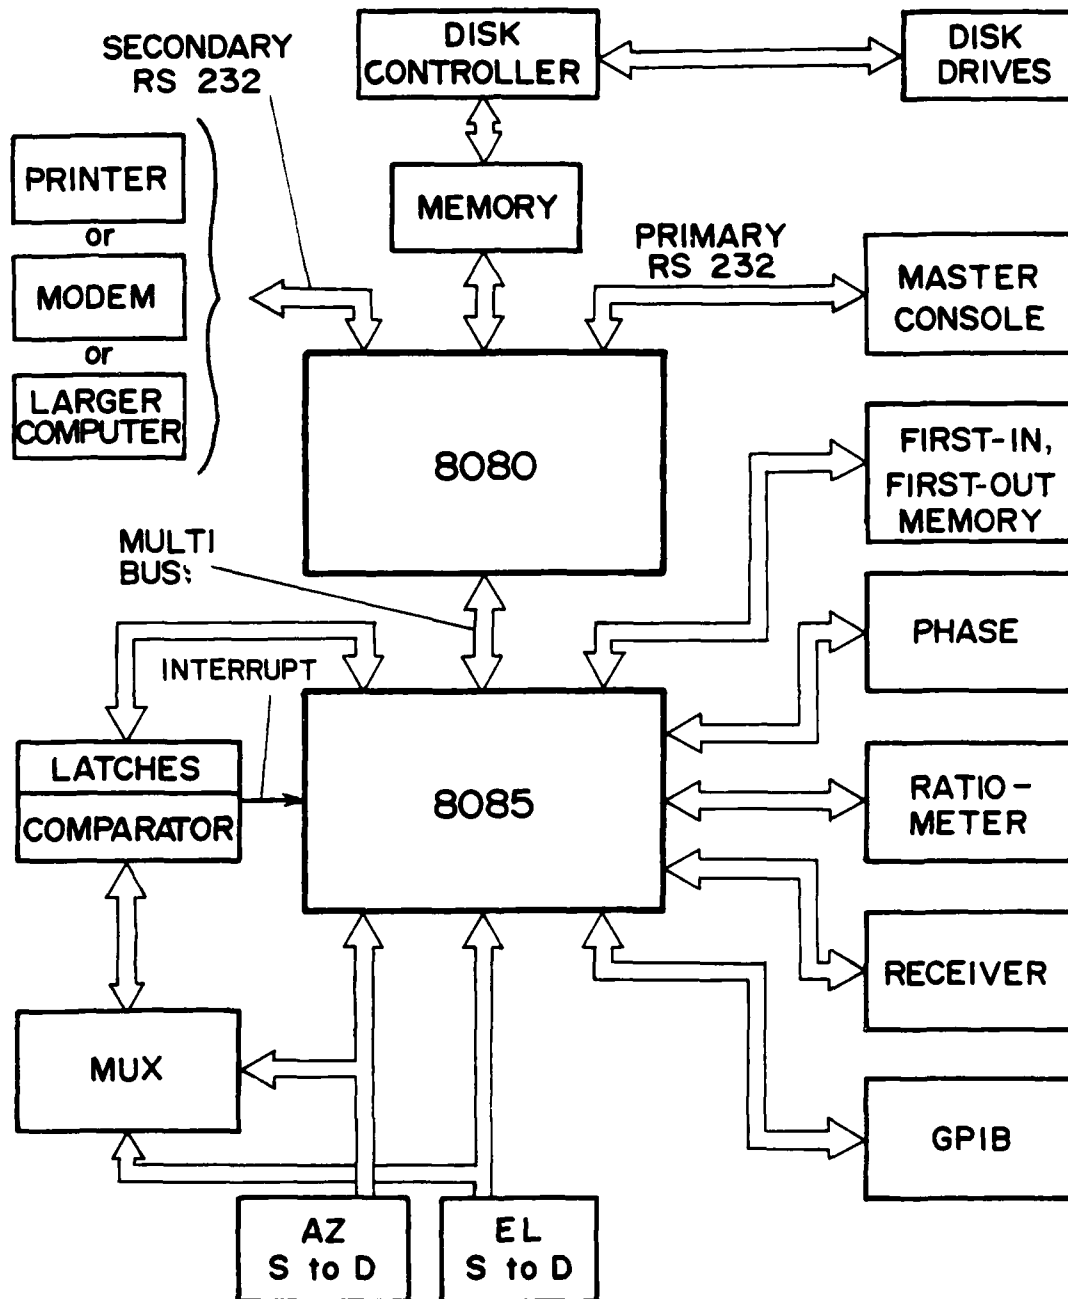 SECONDARY
RS 232
DISK
CONTROLLER
DISK
DRIVES
PRINTER
or
MODEM
or
LARGER
COMPUTER
MEMORY
PRIMARY
RS 232
MASTER
CONSOLE
8080
FIRST-IN,
FIRST-OUT
MEMORY
MULTI
BUS:
INTERRUPT
PHASE
LATCHES
COMPARATOR
8085
RATIO-
METER
RECEIVER
MUX
GPIB
AZ
S to D
EL
S to D